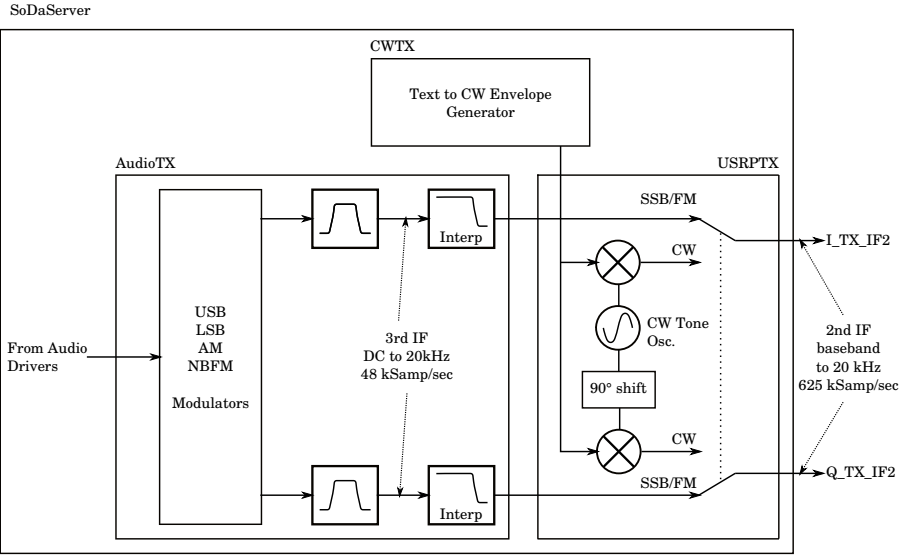 SoDaServer
CWTX
Text to CW Envelope
Generator
AudioTX
USRPTX
SSB/FM
Interp
I_TX_IF2
CW
USB
LSB
AM
NBFM
Modulators
From Audio
Drivers
3rd IF
DC to 20kHz
48 kSamp/sec
CW Tone
Osc.
2nd IF
baseband
to 20 kHz
625 kSamp/sec
90° shift
CW
Q_TX_IF2
SSB/FM
Interp